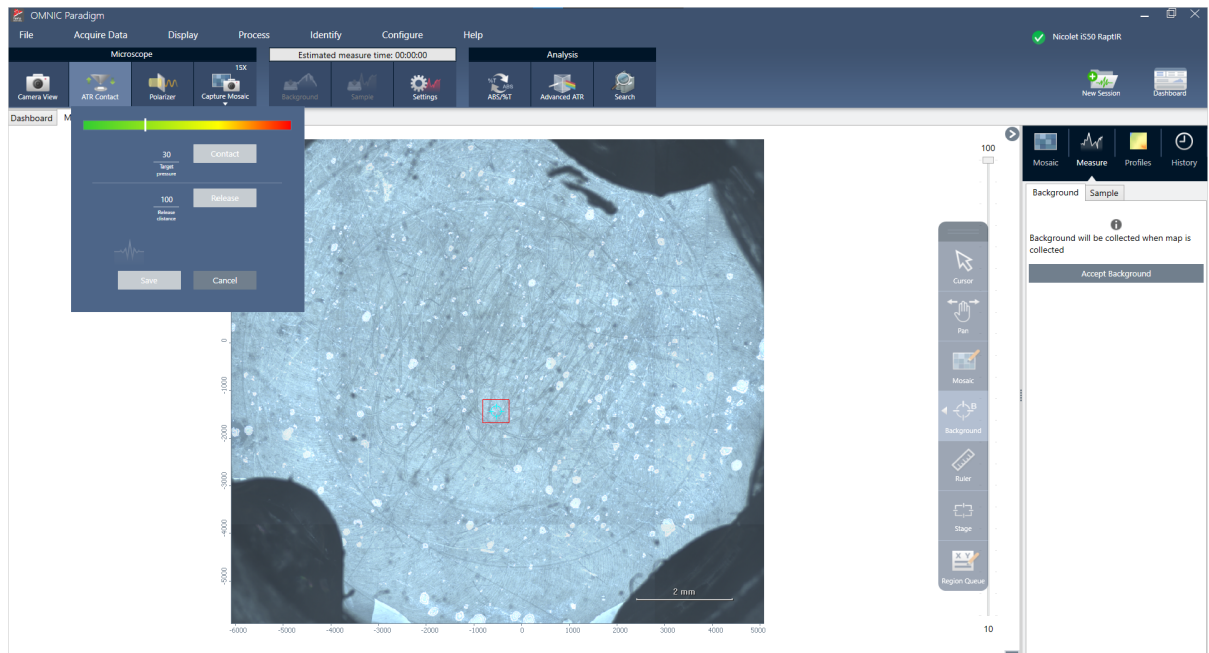 OMNIC Paradigm
File Acquire Data Display Process Identify Configure Help
Nicolet iS50 RaptIR
Microscope
Estimated measure time: 00:00:00
Analysis
15X
Camera View
ATR Contact
Polarizer
Capture Mosaic
Background
Sample
Settings
%T
ABS
ABS/%T
Advanced ATR
Search
New Session
Dashboard
Dashboard M
30
Target
pressure
Contact
100
Release
distance
Release
Save
Cancel
0
-1000
-2000
-3000
-4000
-5000
-6000 -5000 -4000 -3000 -2000 -1000 0 1000 2000 3000 4000 5000
2 mm
100
10
Cursor
Pan
Mosaic
B
Background
Ruler
Stage
X Y
Region Queue
Mosaic Measure Profiles History
Background Sample
Background will be collected when map is
collected
Accept Background